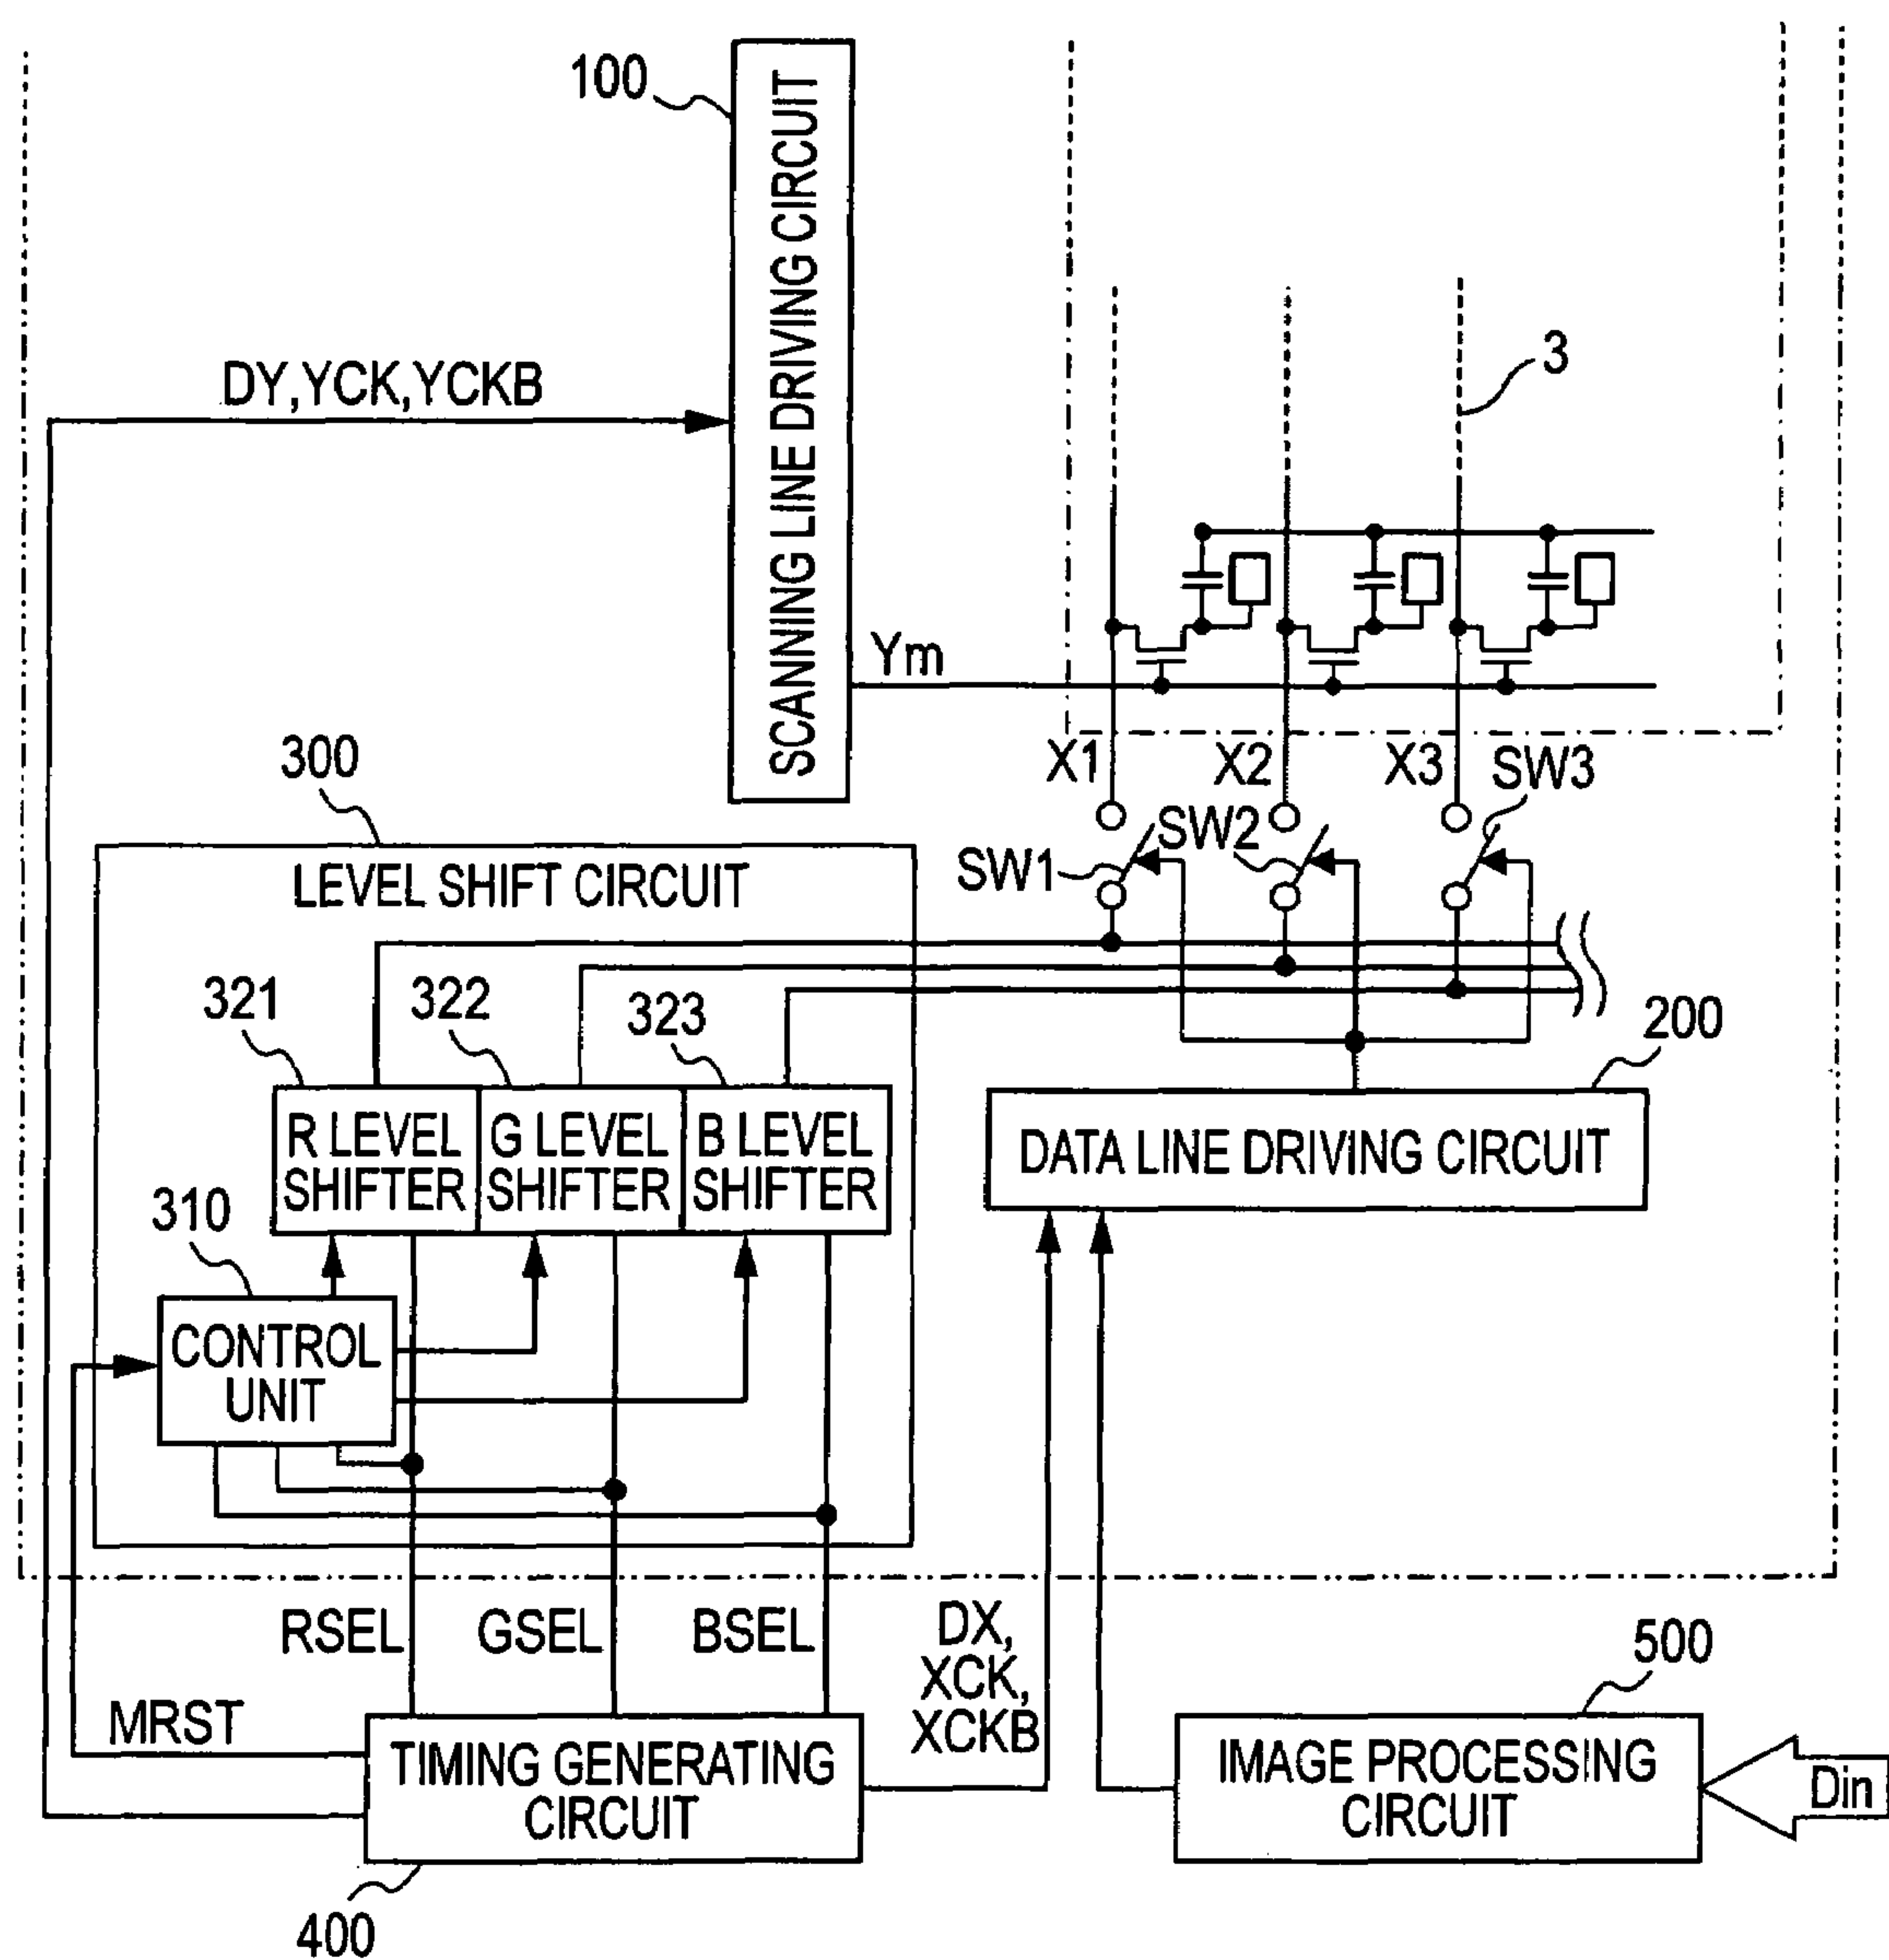 100
SCANNING LINE DRIVING CIRCUIT
DY,YCK,YCKB
3
Ym
X1
X2
X3
SW3
SW2
SW1
300
LEVEL SHIFT CIRCUIT
321
322
323
200
R LEVEL
SHIFTER
G LEVEL
SHIFTER
B LEVEL
SHIFTER
DATA LINE DRIVING CIRCUIT
310
CONTROL
UNIT
RSEL
GSEL
BSEL
DX,
XCK,
XCKB
500
MRST
TIMING GENERATING
CIRCUIT
IMAGE PROCESSING
CIRCUIT
Din
400